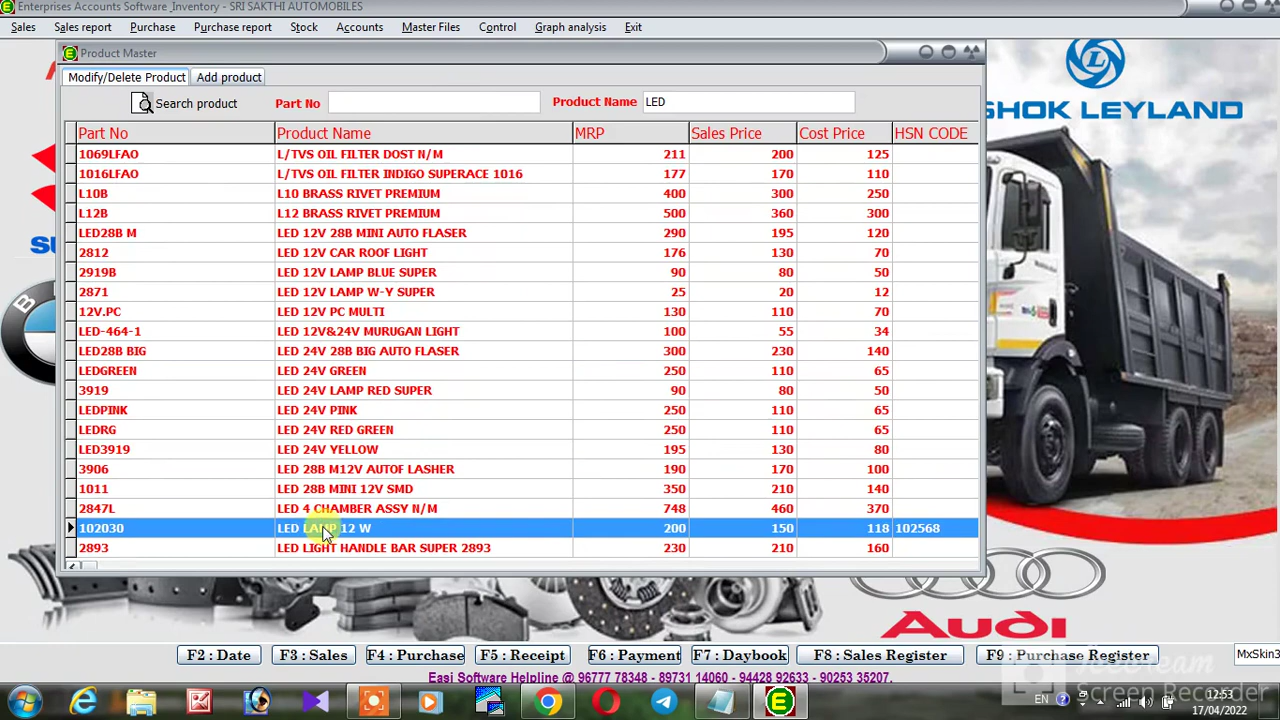 Enterprises Accounts Software _Inventory - SRI SAKTHI AUTOMOBILES
Sales Sales report Purchase Purchase report Stock Accounts Master Files Control Graph analysis Exit
Product Master
Modify/Delete Product Add product
Search product Part No Product Name LED
Part No Product Name MRP Sales Price Cost Price HSN CODE
1069LFAO L/TVS OIL FILTER DOST N/M 211 200 125
1016LFAO L/TVS OIL FILTER INDIGO SUPERACE 1016 177 170 110
L10B L10 BRASS RIVET PREMIUM 400 300 250
L12B L12 BRASS RIVET PREMIUM 500 360 300
LED28B M LED 12V 28B MINI AUTO FLASER 290 195 120
2812 LED 12V CAR ROOF LIGHT 176 130 70
2919B LED 12V LAMP BLUE SUPER 90 80 50
2871 LED 12V LAMP W-Y SUPER 25 20 12
12V.PC LED 12V PC MULTI 130 110 70
LED-464-1 LED 12V&24V MURUGAN LIGHT 100 55 34
LED28B BIG LED 24V 28B BIG AUTO FLASER 300 230 140
LEDGREEN LED 24V GREEN 250 110 65
3919 LED 24V LAMP RED SUPER 90 80 50
LEDPINK LED 24V PINK 250 110 65
LEDRG LED 24V RED GREEN 250 110 65
LED3919 LED 24V YELLOW 195 130 80
3906 LED 28B M12V AUTOF LASHER 190 170 100
1011 LED 28B MINI 12V SMD 350 210 140
2847L LED 4 CHAMBER ASSY N/M 748 460 370
102030 LED LAMP 12 W 200 150 118 102568
2893 LED LIGHT HANDLE BAR SUPER 2893 230 210 160
SHOK LEYLAND
SU
Audi
F2 : Date F3 : Sales F4 : Purchase F5 : Receipt F6 : Payment F7 : Daybook F8 : Sales Register F9 : Purchase Register MxSkin3
Easi Software Helpline @ 96777 78348 - 89731 14060 - 94428 92633 - 90253 35207.
IceCream
Screen Recorder
EN 12:53
17/04/2022